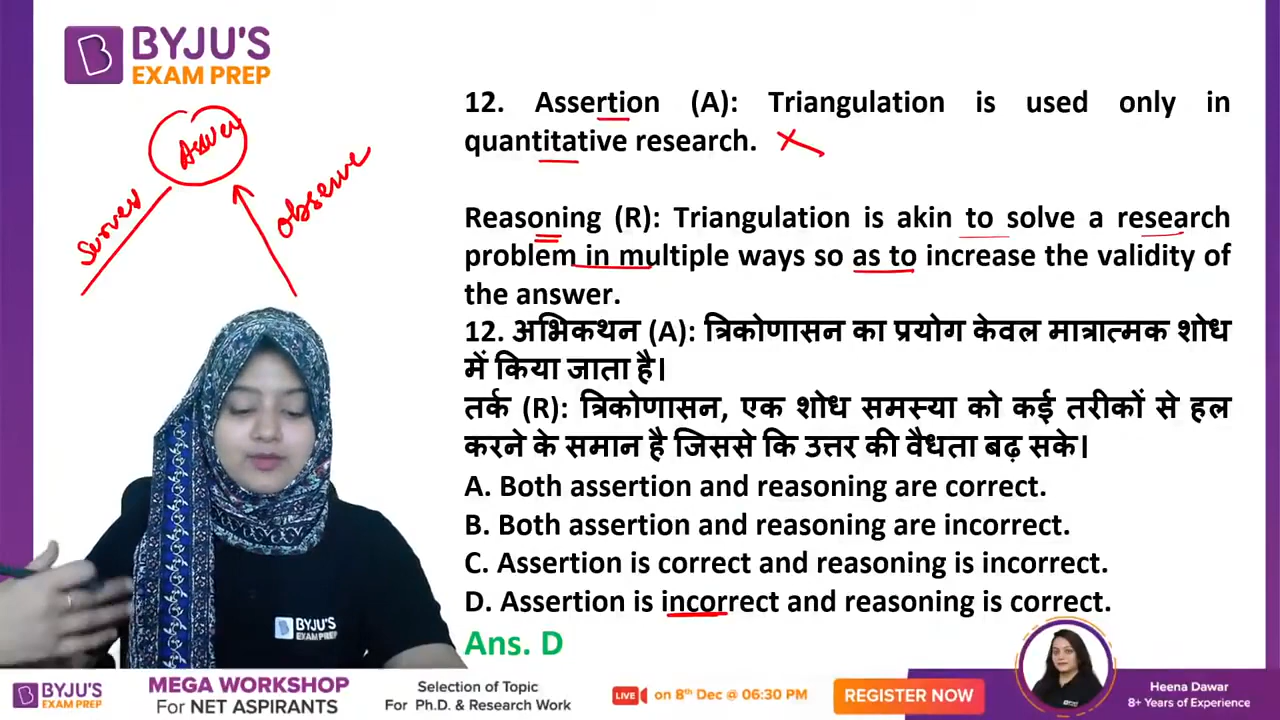 BYJU'S
EXAM PREP
Answer
Serves
Observe
12. Assertion (A): Triangulation is used only in
quantitative research.
Reasoning (R): Triangulation is akin to solve a research
problem in multiple ways so as to increase the validity of
the answer.
12. अभिकथन (A): त्रिकोणासन का प्रयोग केवल मात्रात्मक शोध
में किया जाता है।
तर्क (R): त्रिकोणासन, एक शोध समस्या को कई तरीकों से हल
करने के समान है जिससे कि उत्तर की वैधता बढ़ सके।
A. Both assertion and reasoning are correct.
B. Both assertion and reasoning are incorrect.
C. Assertion is correct and reasoning is incorrect.
D. Assertion is incorrect and reasoning is correct.
Ans. D
BYJU'S
EXAM PREP
BYJU'S
EXAM PREP
MEGA WORKSHOP
For NET ASPIRANTS
Selection of Topic
For Ph.D. & Research Work
LIVE on 8th Dec @ 06:30 PM
REGISTER NOW
Heena Dawar
8+ Years of Experience